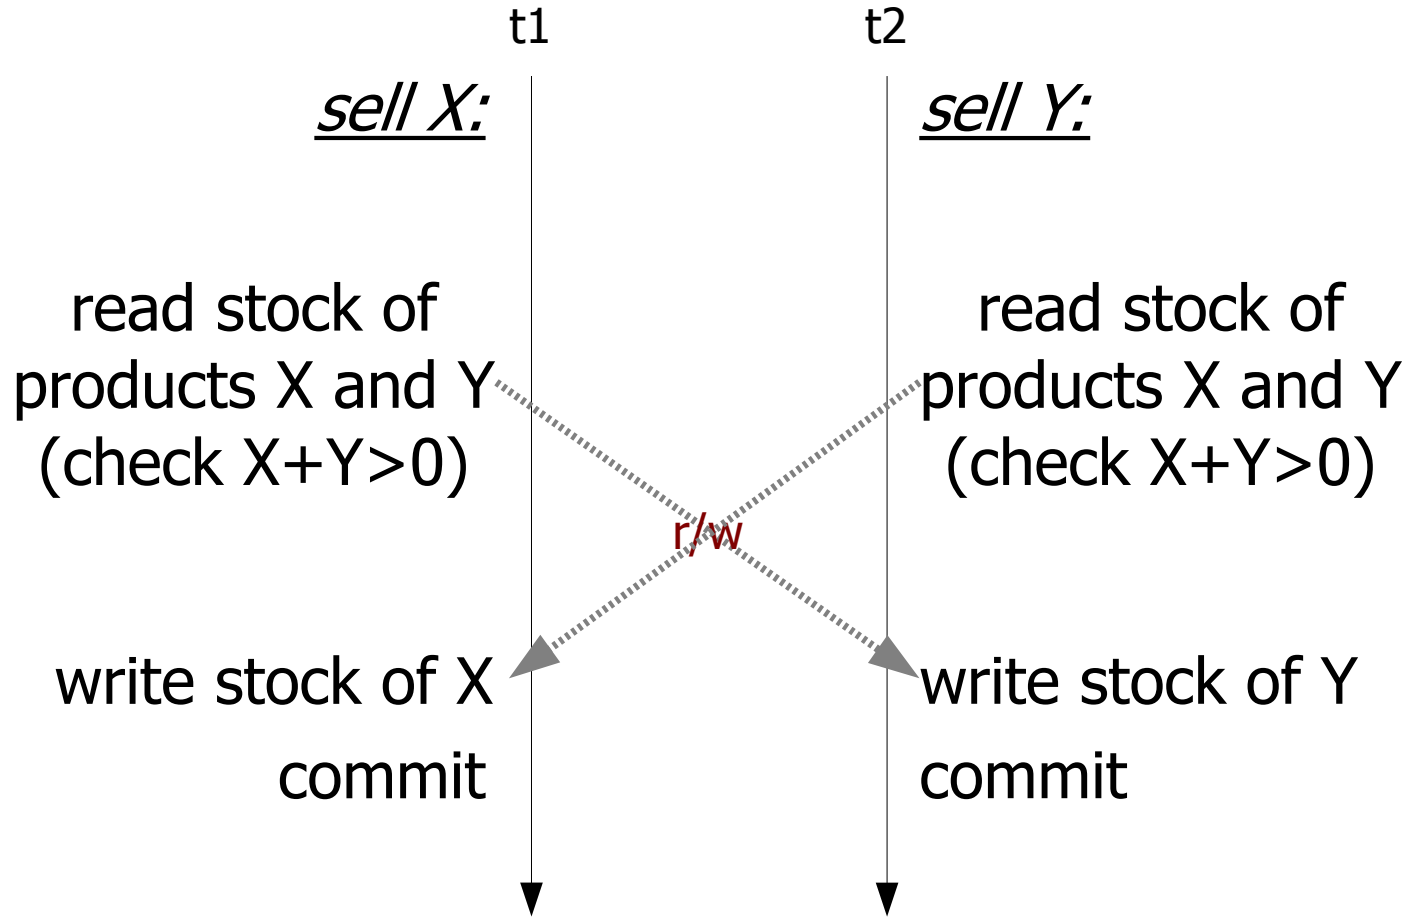 t1
t2
sell X:
sell Y:
read stock of
products X and Y
(check X+Y>0)
read stock of
products X and Y
(check X+Y>0)
r/w
write stock of X
write stock of Y
commit
commit